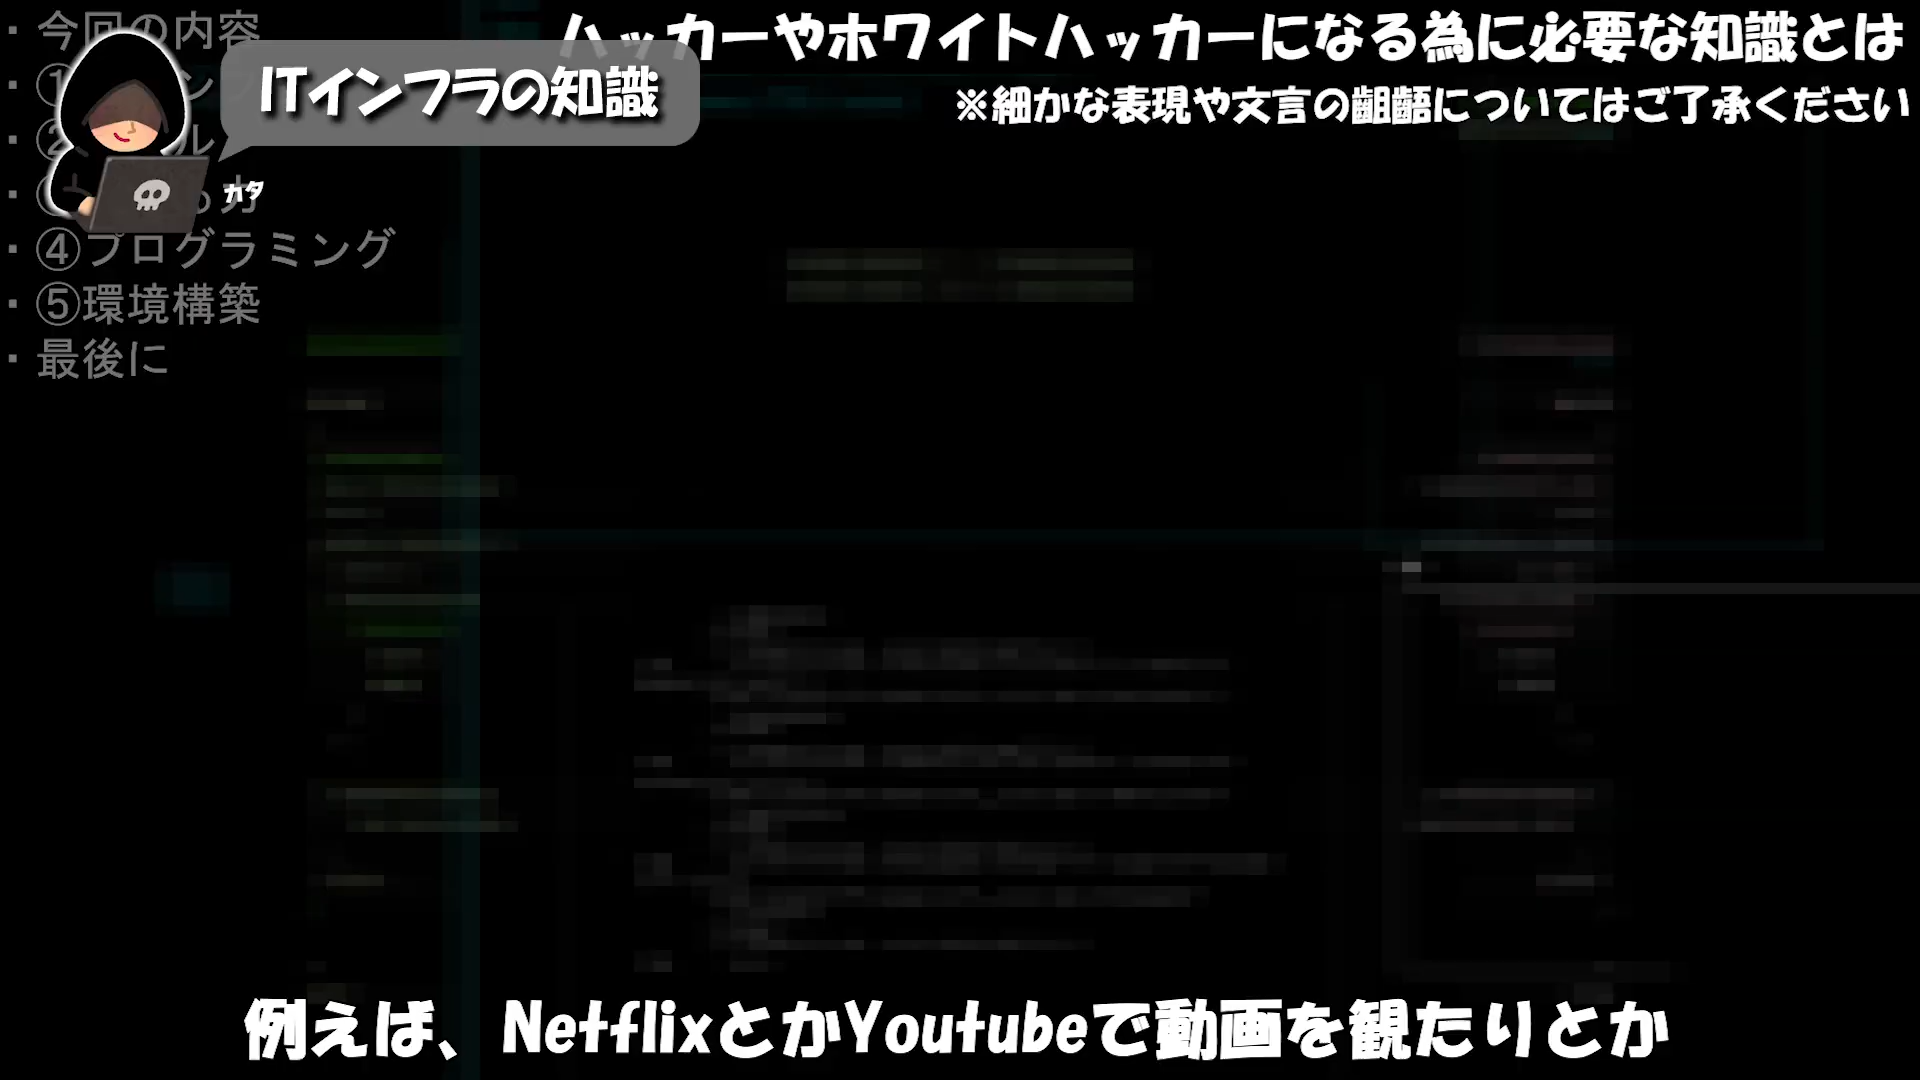 ・今回の内容
ハッカーやホワイトハッカーになる為に必要な知識とは
※細かな表現や文言の齟齬についてはご了承ください
ITインフラの知識
カタ
・①
・②
・④プログラミング
・⑤環境構築
・最後に
例えば、NetflixとかYoutubeで動画を観たりとか